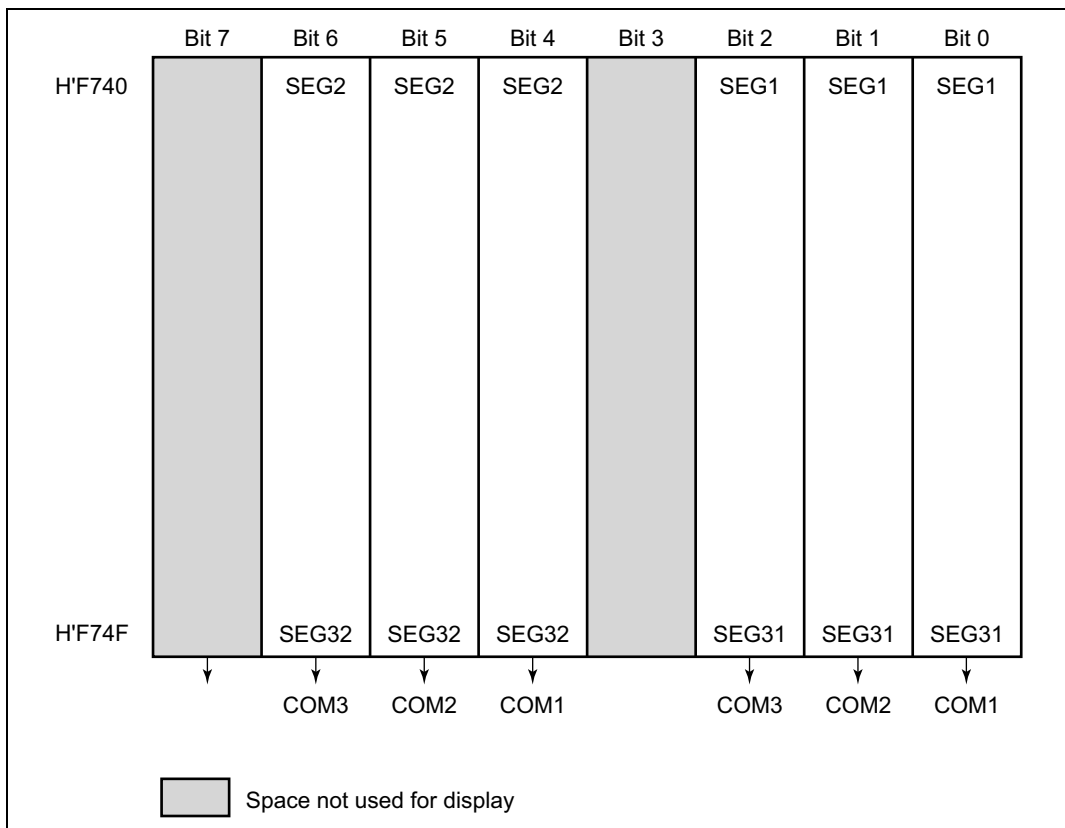 Bit 7 Bit 6 Bit 5 Bit 4 Bit 3 Bit 2 Bit 1 Bit 0
H'F740 SEG2 SEG2 SEG2 SEG1 SEG1 SEG1
H'F74F SEG32 SEG32 SEG32 SEG31 SEG31 SEG31
COM3 COM2 COM1 COM3 COM2 COM1
Space not used for display